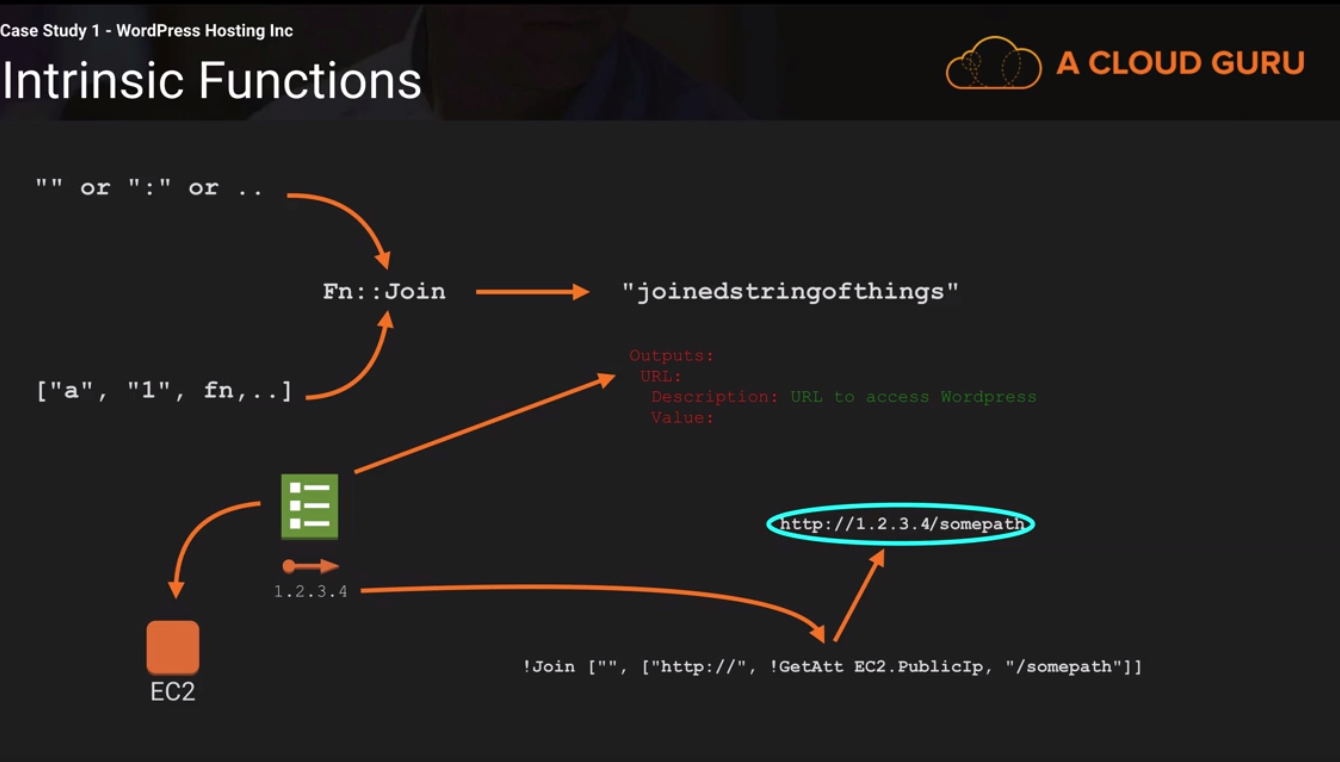 Case Study 1 - WordPress Hosting Inc
Intrinsic Functions
A CLOUD GURU
"" or ":" or ..
Fn::Join
"joinedstringofthings"
["a", "1", fn,..]
Outputs:
URL:
Description: URL to access Wordpress
Value:
http://1.2.3.4/somepath
1.2.3.4
!Join ["", ["http://", !GetAtt EC2.PublicIp, "/somepath"]]
EC2